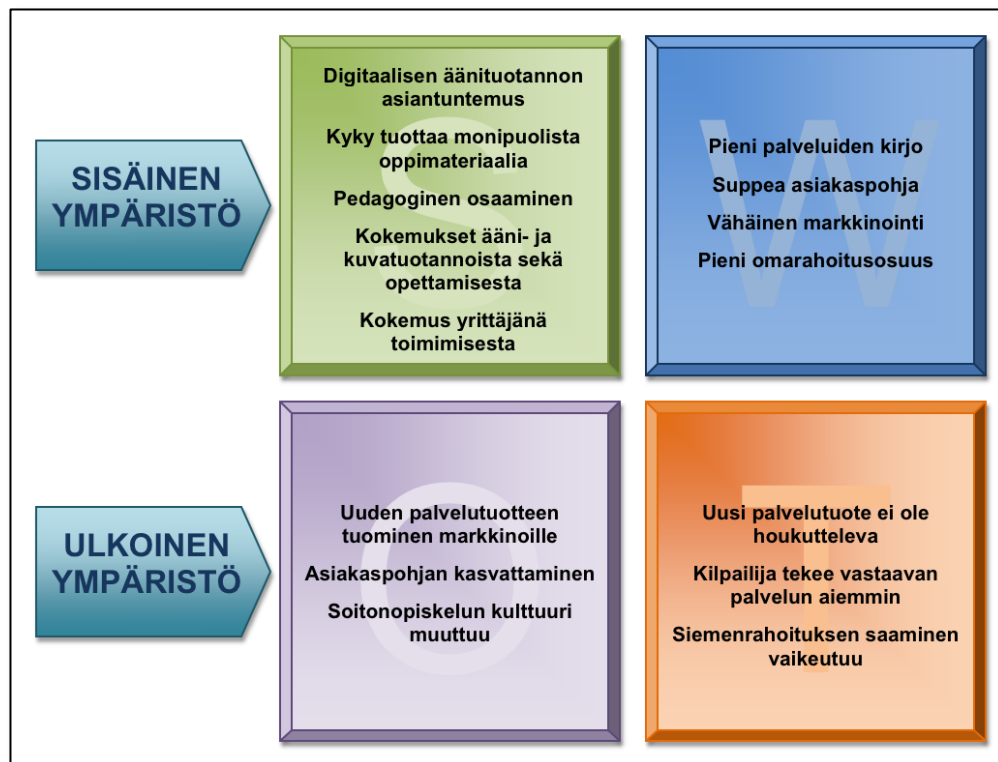 SISÄINEN
YMPÄRISTÖ
S
Digitaalisen äänituotannon
asiantuntemus
Kyky tuottaa monipuolista
oppimateriaalia
Pedagoginen osaaminen
Kokemukset ääni- ja
kuvatuotannoista sekä
opettamisesta
Kokemus yrittäjänä
toimimisesta
W
Pieni palveluiden kirjo
Suppea asiakaspohja
Vähäinen markkinointi
Pieni omarahoitusosuus
ULKOINEN
YMPÄRISTÖ
O
Uuden palvelutuotteen
tuominen markkinoille
Asiakaspohjan kasvattaminen
Soitonopiskelun kulttuuri
muuttuu
T
Uusi palvelutuote ei ole
houkutteleva
Kilpailija tekee vastaavan
palvelun aiemmin
Siemenrahoituksen saaminen
vaikeutuu